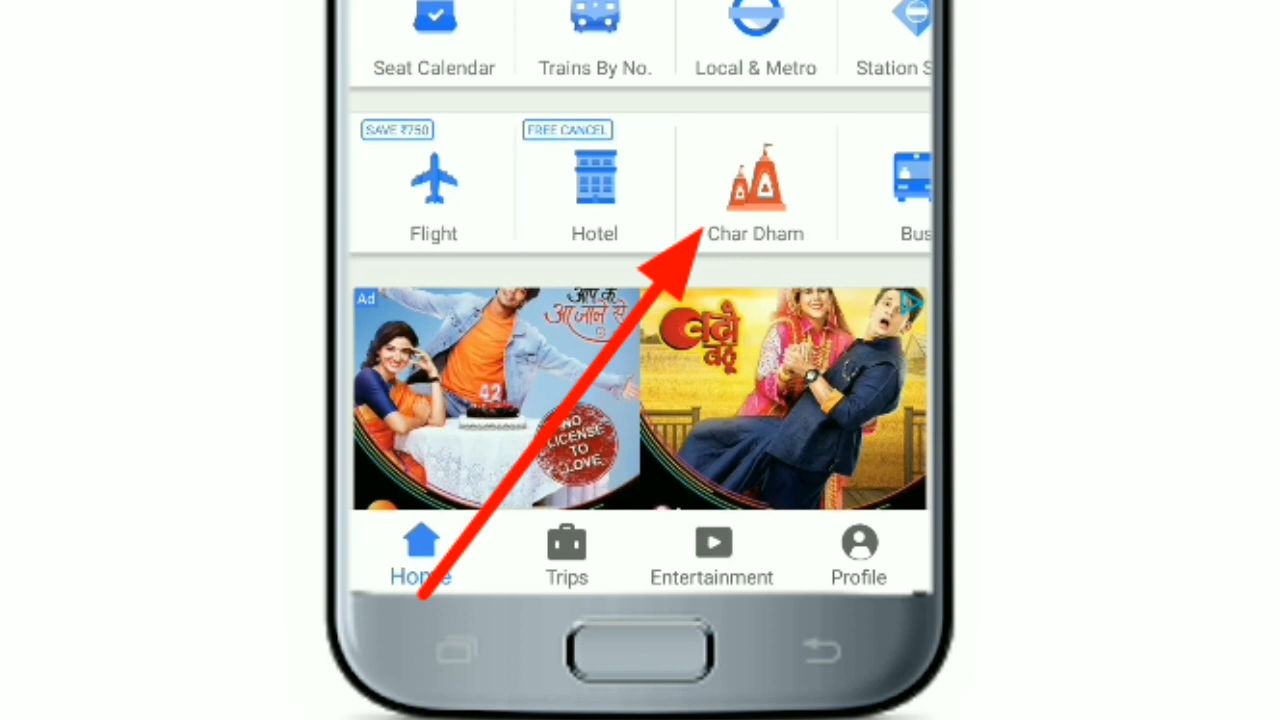 Seat Calendar
Trains By No.
Local & Metro
Station S
SAVE ₹750
FREE CANCEL
Flight
Hotel
Char Dham
Bus
Ad
आप के
आ जाने से
42
NO
LICENSE
TO
LOVE
बढ़ो
बहू
Home
Trips
Entertainment
Profile